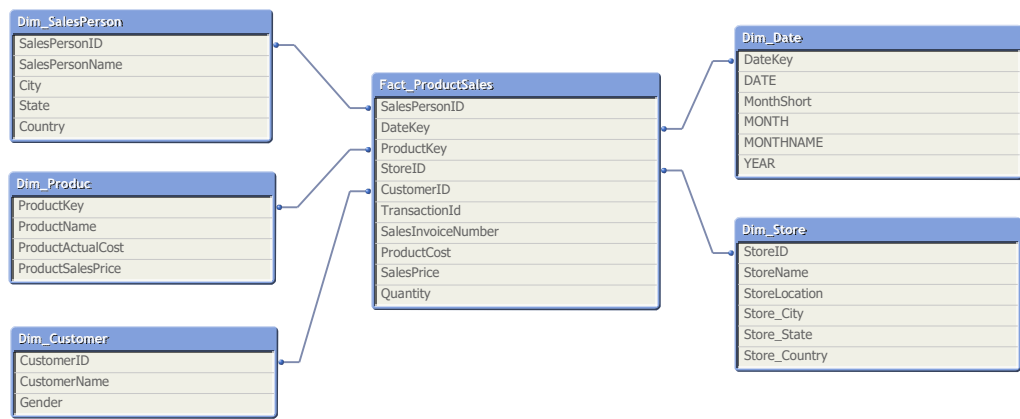 Dim_SalesPerson
SalesPersonID
SalesPersonName
City
State
Country
Dim_Produc
ProductKey
ProductName
ProductActualCost
ProductSalesPrice
Dim_Customer
CustomerID
CustomerName
Gender
Fact_ProductSales
SalesPersonID
DateKey
ProductKey
StoreID
CustomerID
TransactionId
SalesInvoiceNumber
ProductCost
SalesPrice
Quantity
Dim_Date
DateKey
DATE
MonthShort
MONTH
MONTHNAME
YEAR
Dim_Store
StoreID
StoreName
StoreLocation
Store_City
Store_State
Store_Country